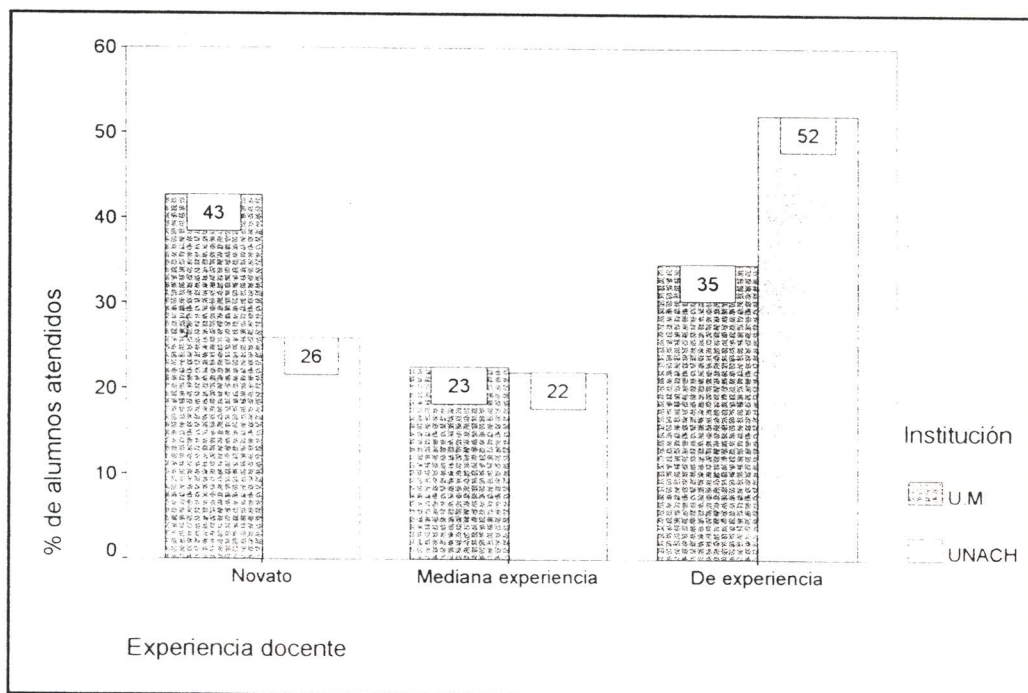 60
50
40
30
20
10
0
% de alumnos atendidos
43
26
23
22
35
52
Novato
Mediana experiencia
De experiencia
Experiencia docente
Institución
U.M
UNACH